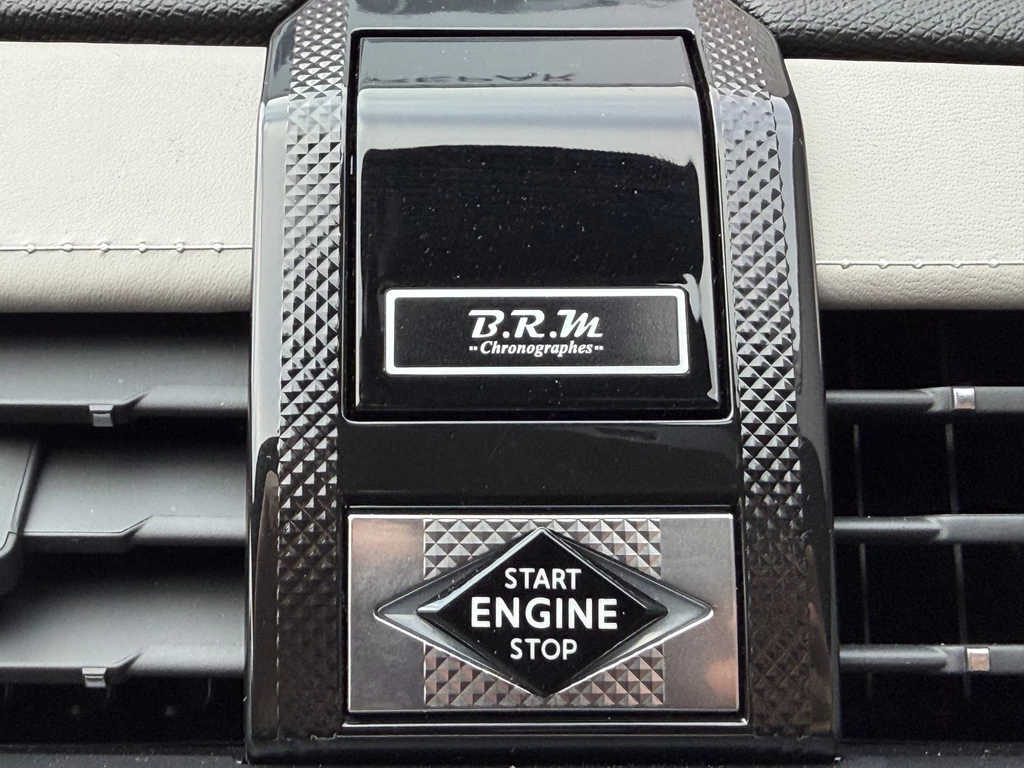 B.R.M
Chronographes
START
ENGINE
STOP